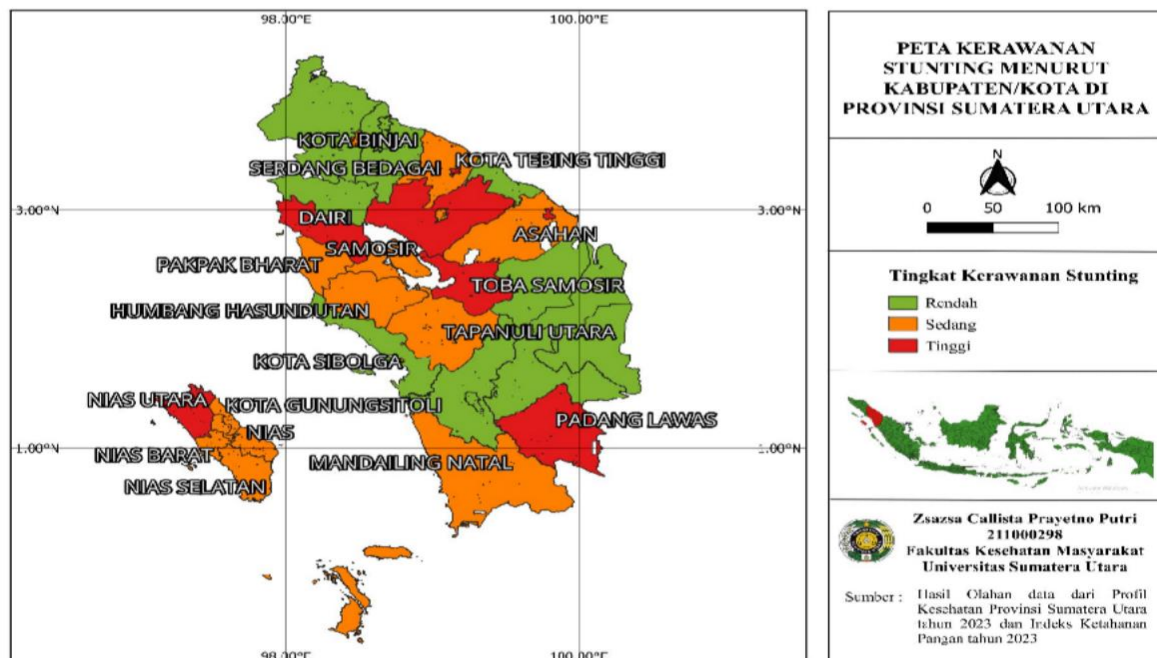 98.00°E
100.00°E
KOTA BINJAI
SERDANG BEDAGAI
KOTA TEBING TINGGI
3.00°N
3.00°N
DAIRI
SAMOSIR
ASAHAN
PAKPAK BHARAT
TOBA SAMOSIR
HUMBANG HASUNDUTAN
TAPANULI UTARA
KOTA SIBOLGA
NIAS UTARA
KOTA GUNUNGSITOLI
PADANG LAWAS
NIAS
1.00°N
1.00°N
NIAS BARAT
MANDAILING NATAL
NIAS SELATAN
98.00°E
100.00°E
PETA KERAWANAN
STUNTING MENURUT
KABUPATEN/KOTA DI
PROVINSI SUMATERA UTARA
N
0 50 100 km
Tingkat Kerawanan Stunting
Rendah
Sedang
Tinggi
Zsazsa Callista Prayetno Putri
211000298
Fakultas Kesehatan Masyarakat
Universitas Sumatera Utara
Sumber : Hasil Olahan data dari Profil
Kesehatan Provinsi Sumatera Utara
tahun 2023 dan Indeks Ketahanan
Pangan tahun 2023